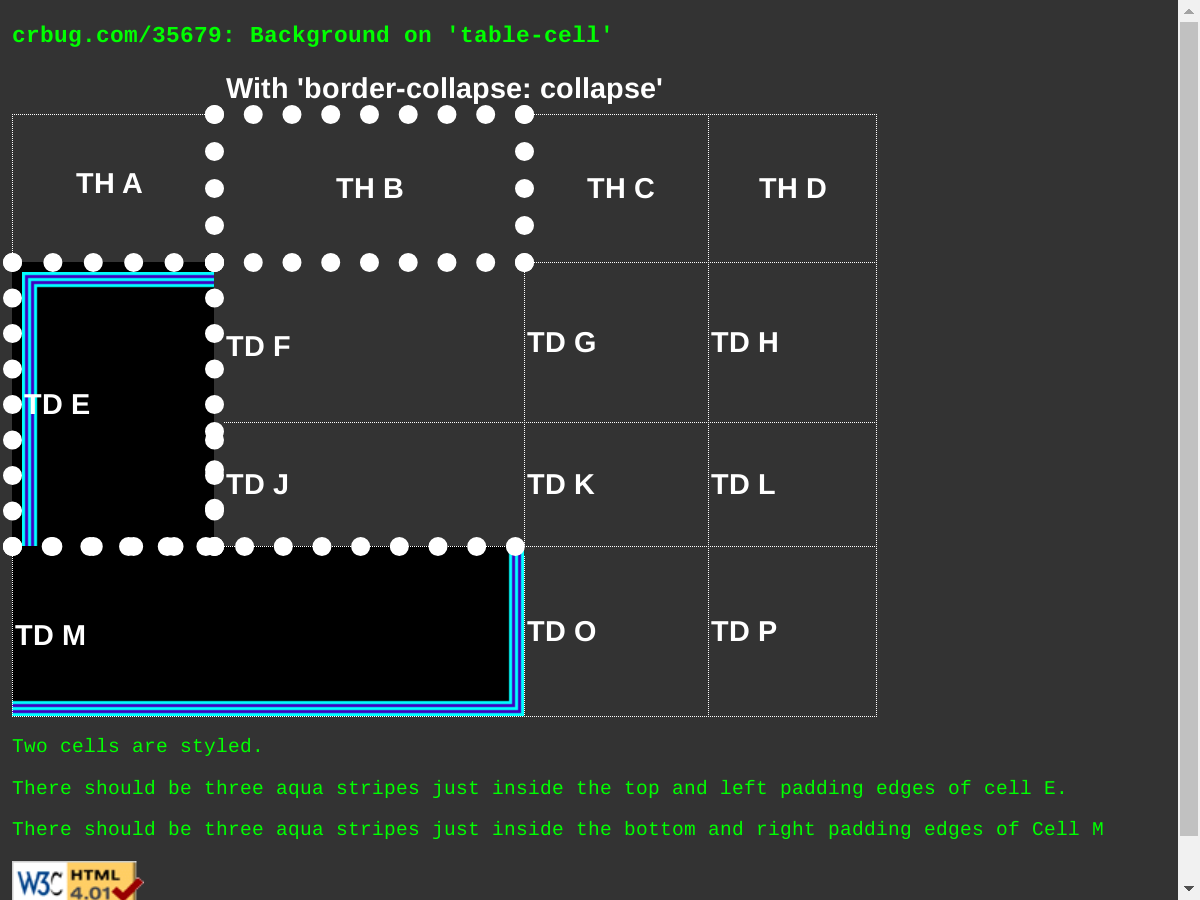 crbug.com/35679: Background on 'table-cell'
With 'border-collapse: collapse'
TH A TH B TH C TH D
TD E TD F TD G TD H
TD J TD K TD L
TD M TD O TD P
Two cells are styled.
There should be three aqua stripes just inside the top and left padding edges of cell E.
There should be three aqua stripes just inside the bottom and right padding edges of Cell M
W3C HTML 4.01